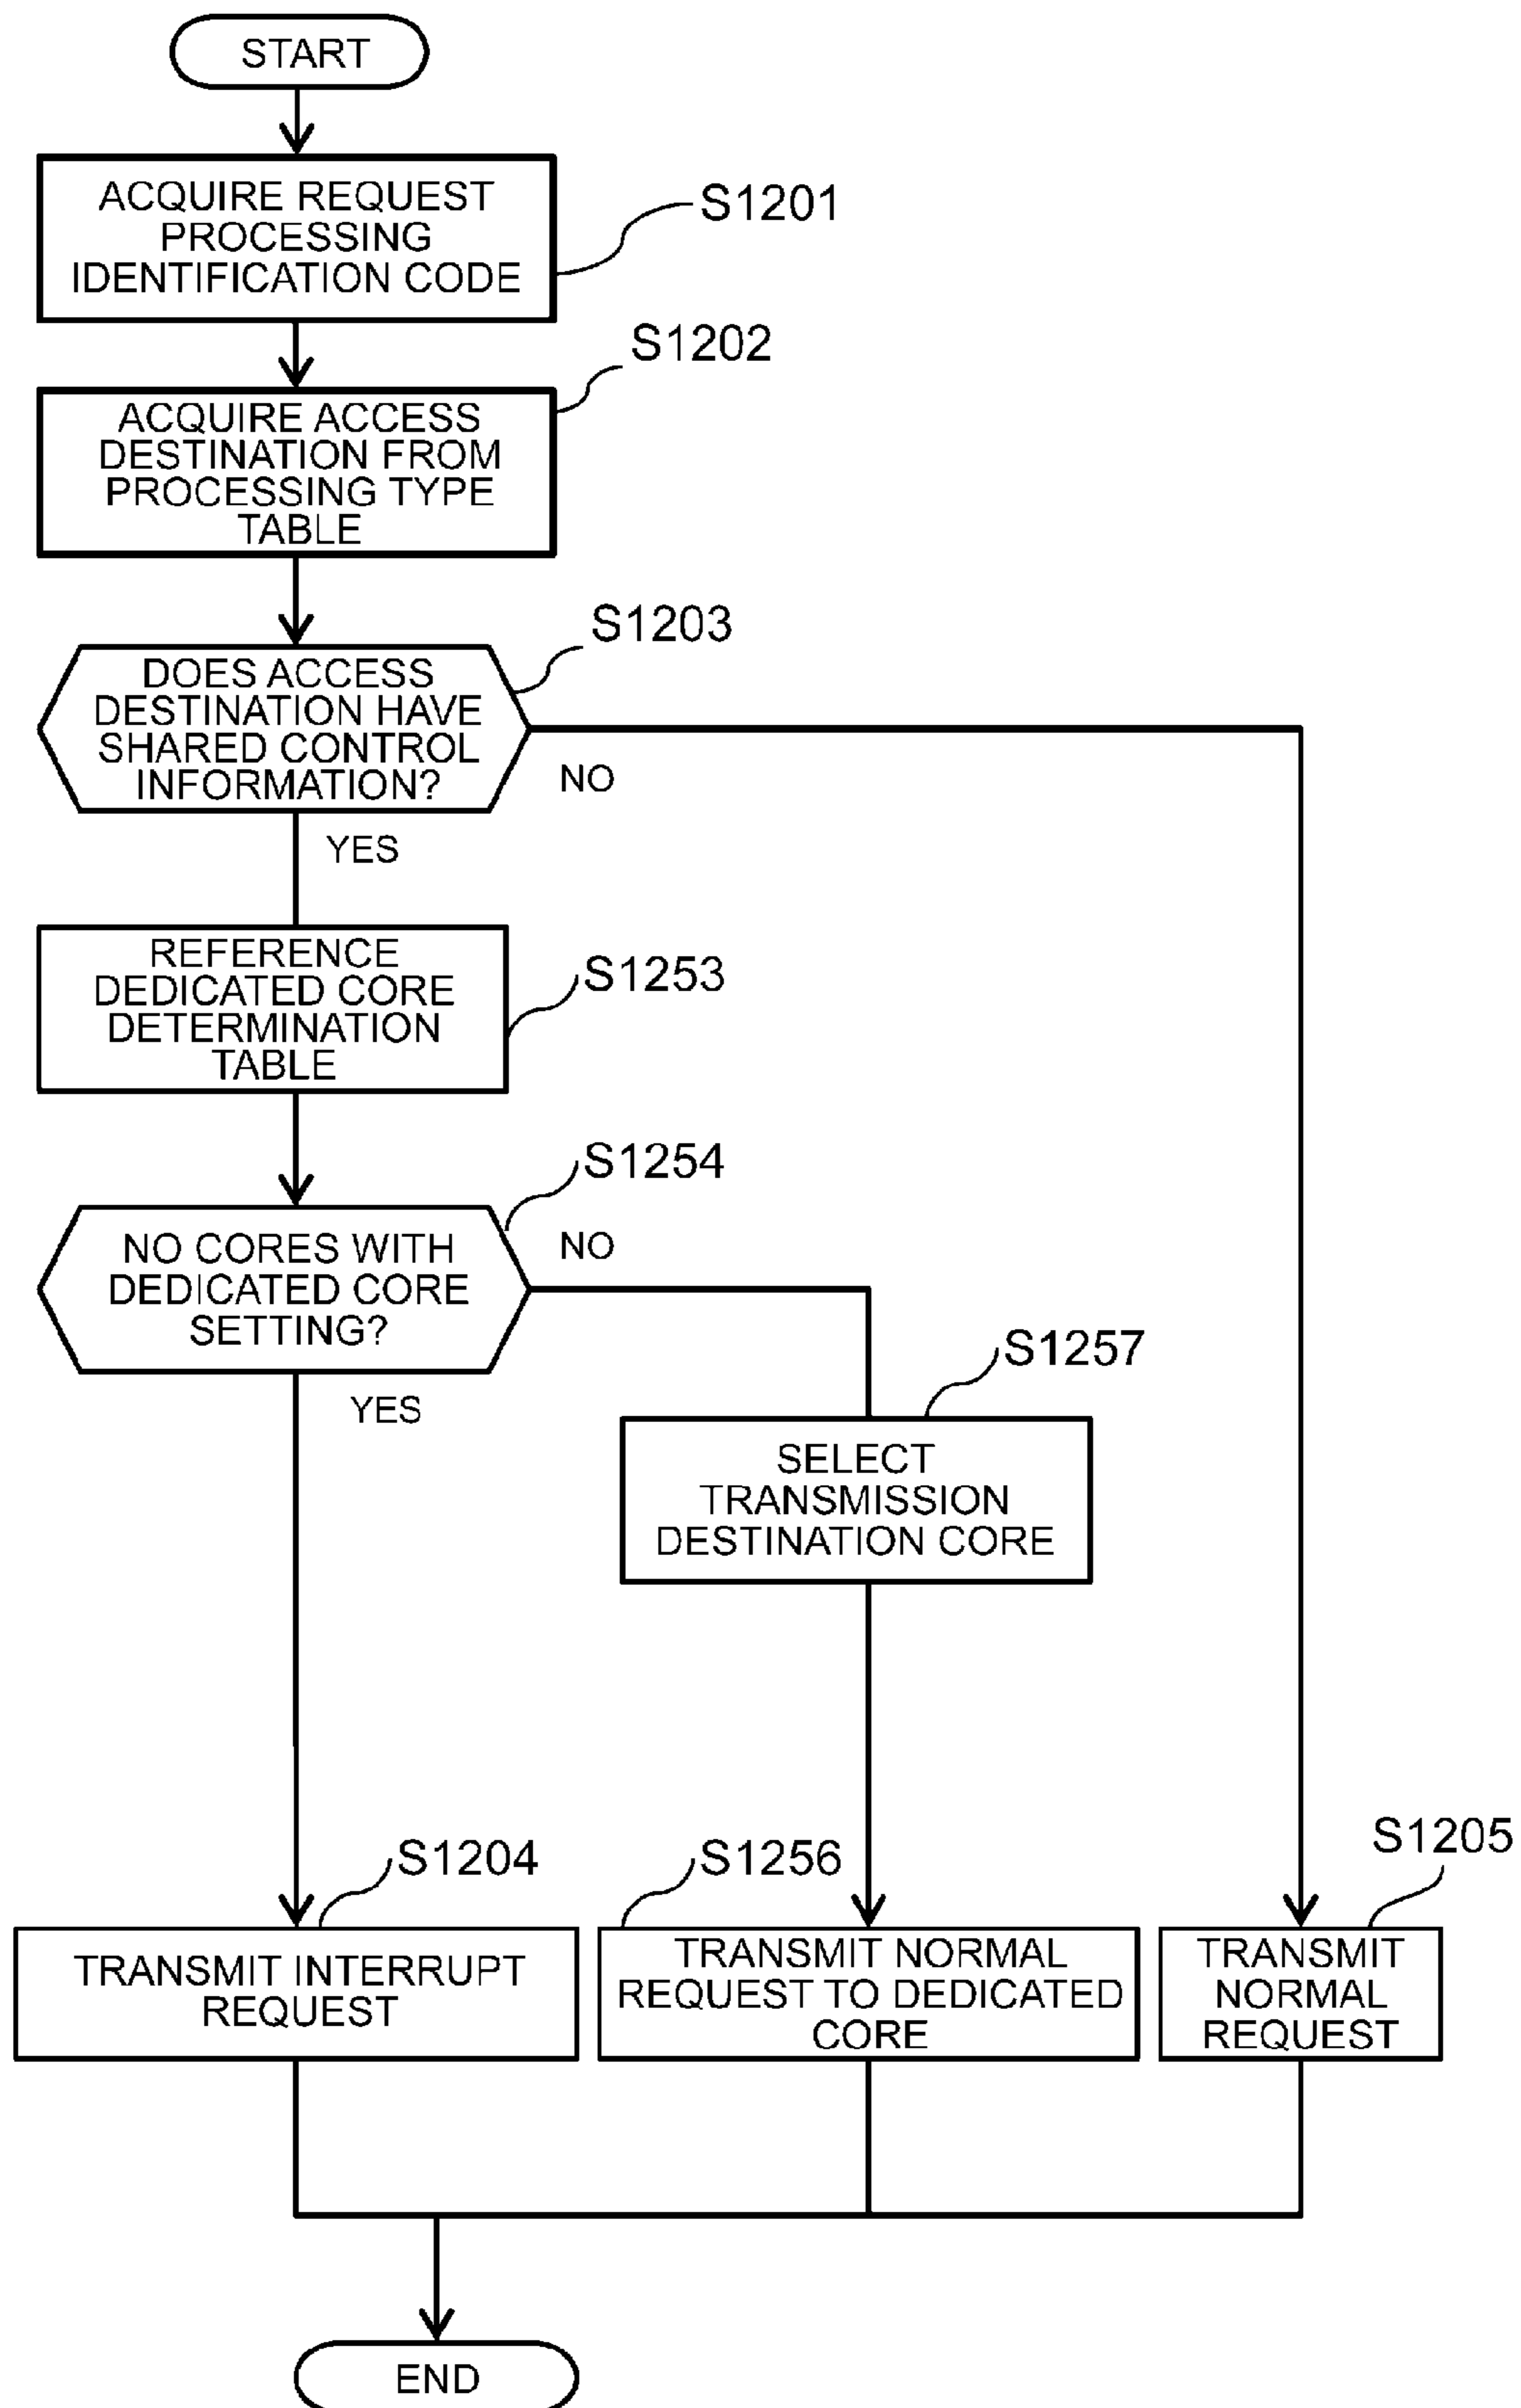 START
ACQUIRE REQUEST
PROCESSING
IDENTIFICATION CODE
S1201
S1202
ACQUIRE ACCESS
DESTINATION FROM
PROCESSING TYPE
TABLE
S1203
DOES ACCESS
DESTINATION HAVE
SHARED CONTROL
INFORMATION?
NO
YES
REFERENCE
DEDICATED CORE
DETERMINATION
TABLE
S1253
S1254
NO CORES WITH
DEDICATED CORE
SETTING?
NO
YES
S1257
SELECT
TRANSMISSION
DESTINATION CORE
S1204
S1256
S1205
TRANSMIT INTERRUPT
REQUEST
TRANSMIT NORMAL
REQUEST TO DEDICATED
CORE
TRANSMIT
NORMAL
REQUEST
END